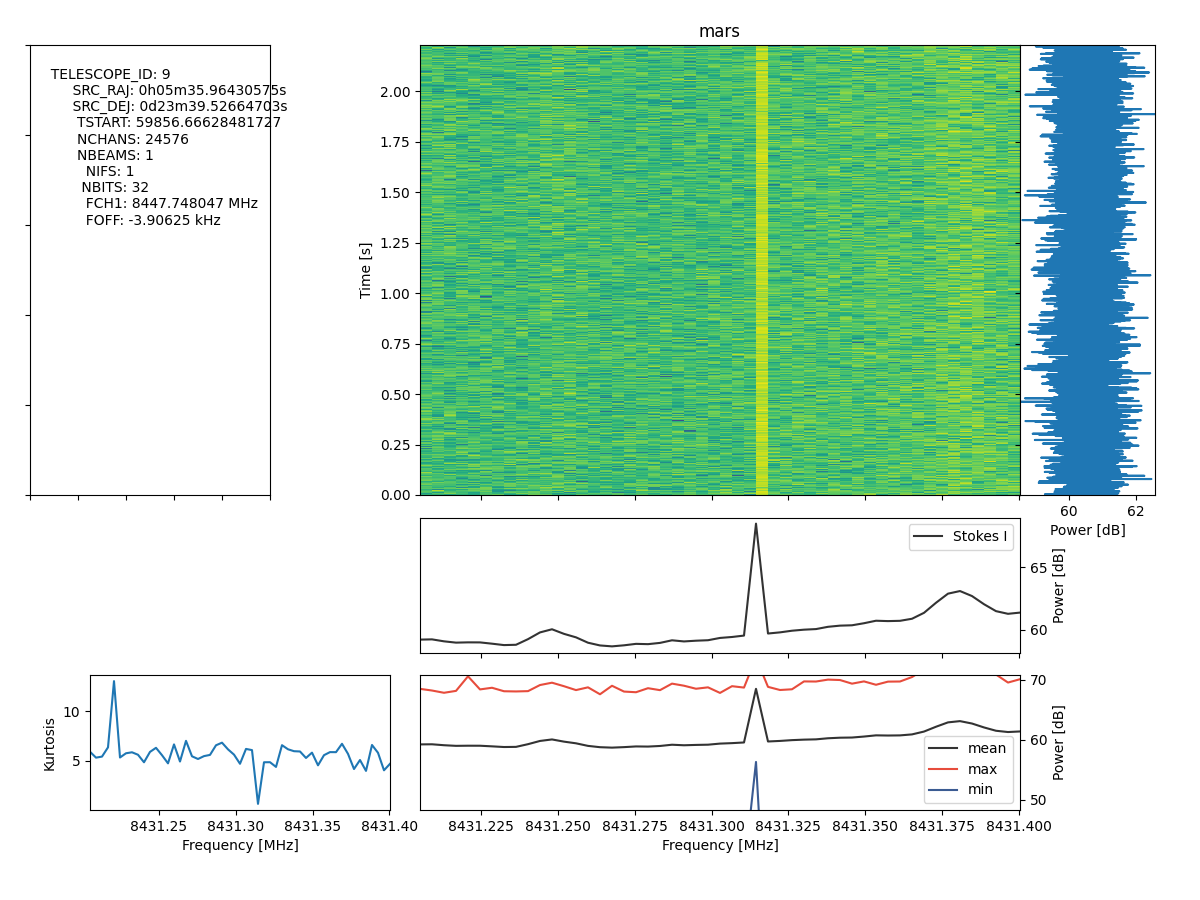 mars
TELESCOPE_ID: 9
SRC_RAJ: 0h05m35.96430575s
SRC_DEJ: 0d23m39.52664703s
TSTART: 59856.66628481727
NCHANS: 24576
NBEAMS: 1
NIFS: 1
NBITS: 32
FCH1: 8447.748047 MHz
FOFF: -3.90625 kHz
Time [s]
2.00
1.75
1.50
1.25
1.00
0.75
0.50
0.25
0.00
60 62
Power [dB]
Stokes I
65
60
Power [dB]
Kurtosis
10
5
8431.25 8431.30 8431.35 8431.40
Frequency [MHz]
mean
max
min
70
60
50
Power [dB]
8431.225 8431.250 8431.275 8431.300 8431.325 8431.350 8431.375 8431.400
Frequency [MHz]